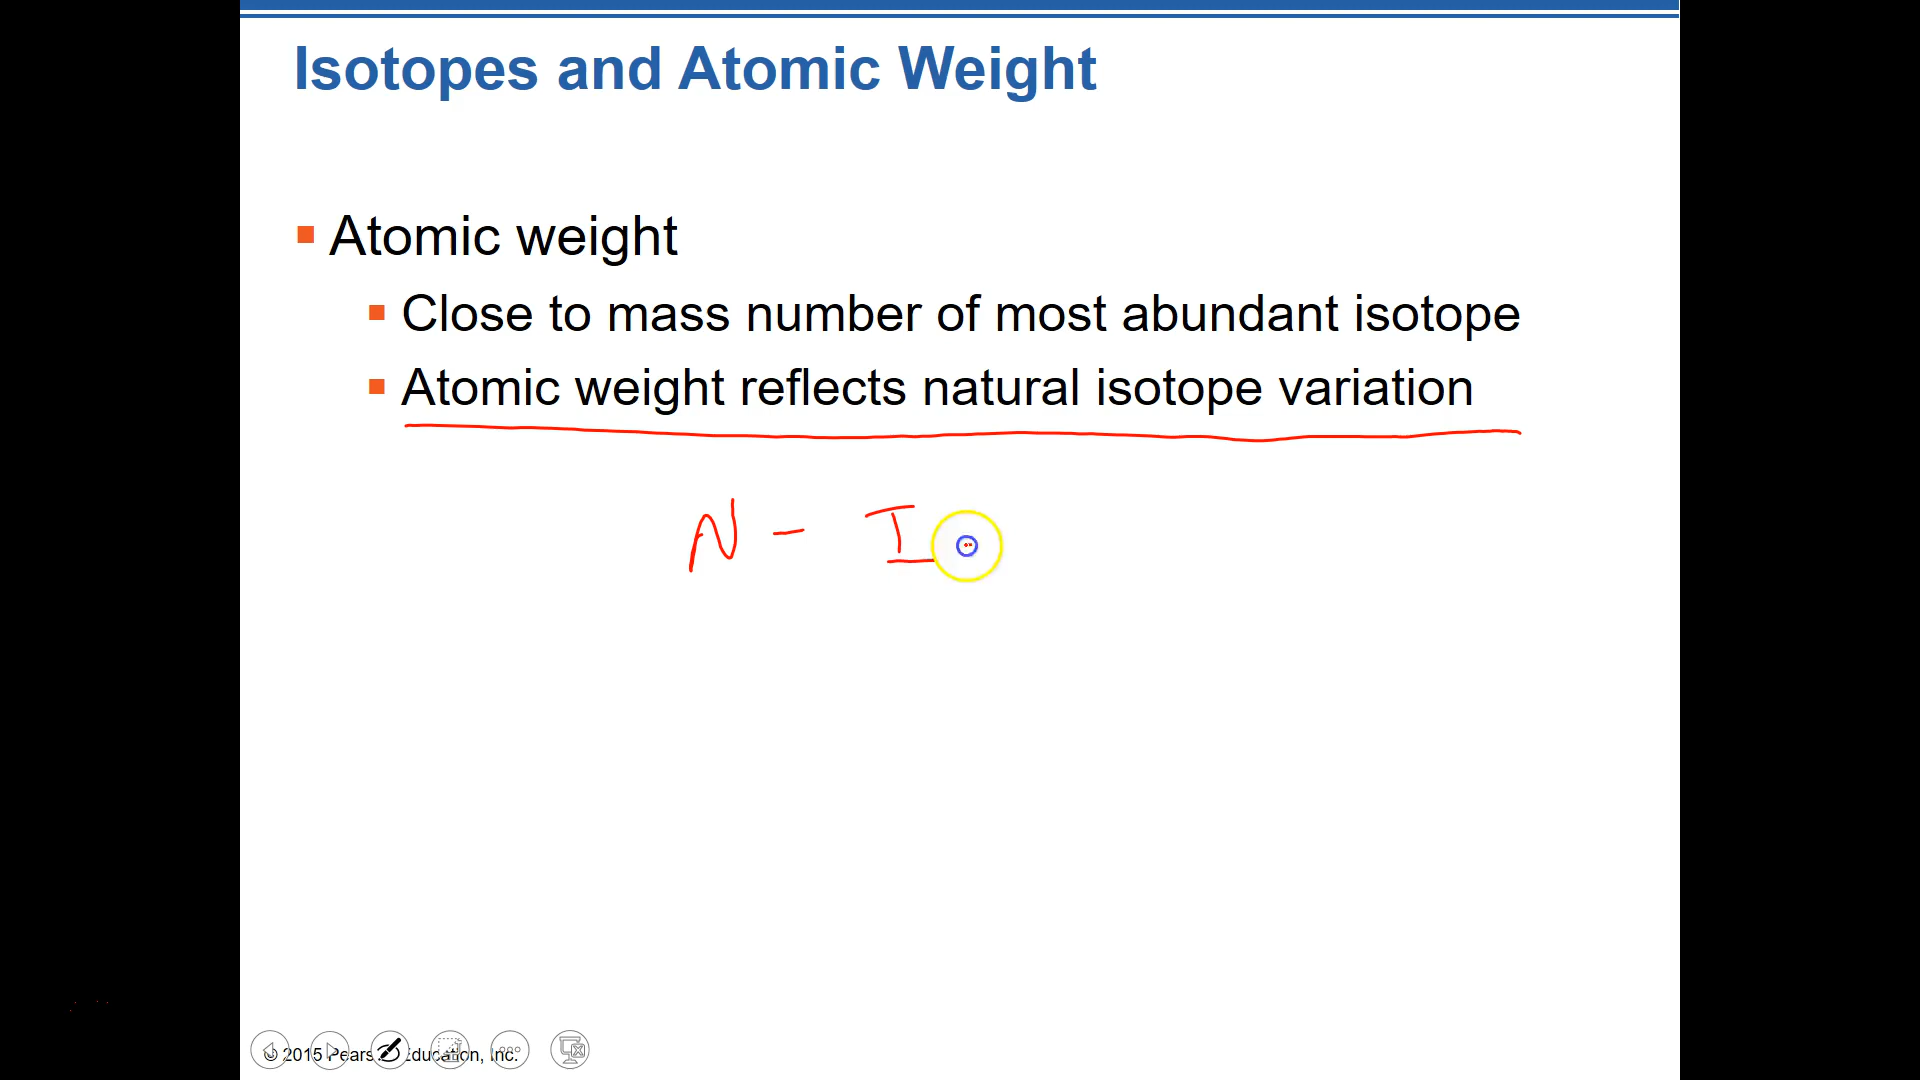 Isotopes and Atomic Weight
Atomic weight
Close to mass number of most abundant isotope
Atomic weight reflects natural isotope variation
N - I
© 2015 Pearson Education, Inc.